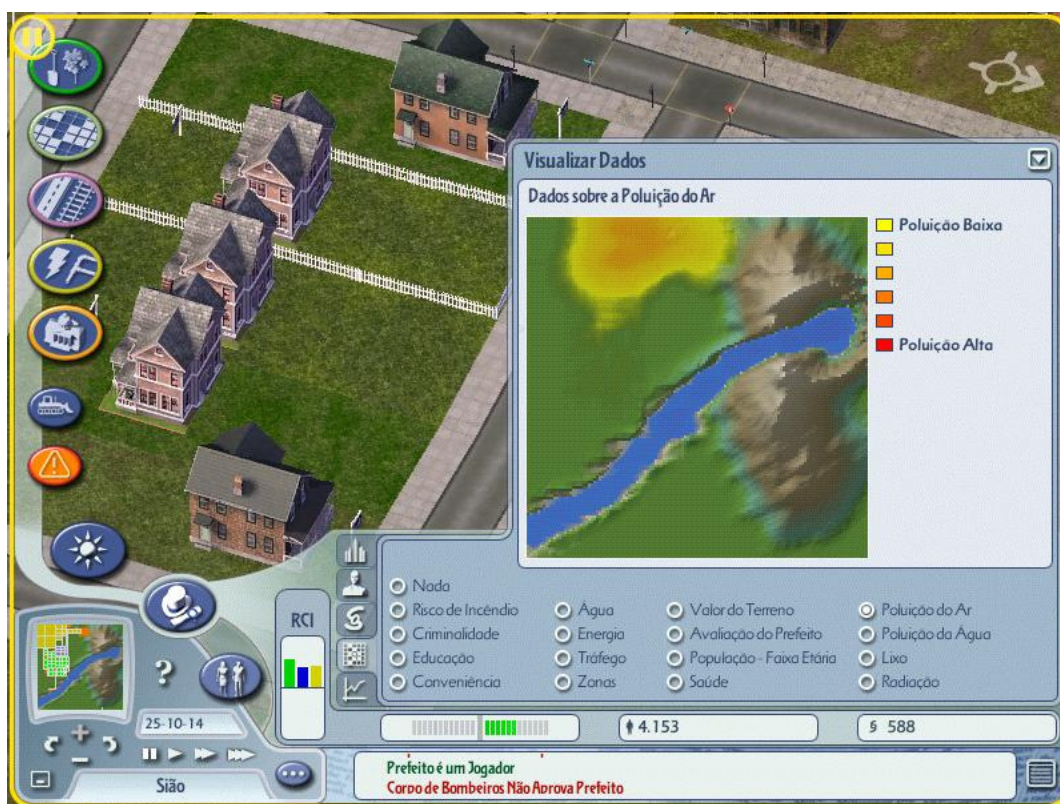 Visualizar Dados
Dados sobre a Poluição do Ar
Poluição Baixa
Poluição Alta
Nada
Risco de Incêndio
Água
Valor do Terreno
Poluição do Ar
Criminalidade
Energia
Avaliação do Prefeito
Poluição da Água
Educação
Tráfego
População - Faixa Etária
Lixo
Conveniência
Zonas
Saúde
Radiação
RCI
?
25-10-14
4.153
§ 588
Sião
Prefeito é um Jogador
Corpo de Bombeiros Não Aprova Prefeito